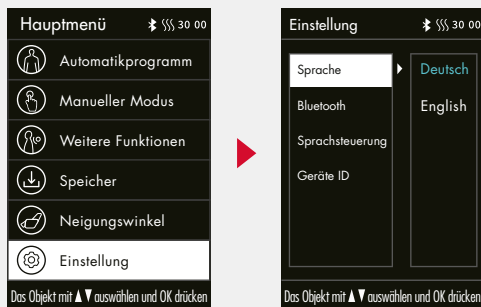 Hauptmenü 30 00
Automatikprogramm
Manueller Modus
Weitere Funktionen
Speicher
Neigungswinkel
Einstellung
Das Objekt mit ▲▼ auswählen und OK drücken
Einstellung 30 00
Sprache
Bluetooth
Sprachsteuerung
Geräte ID
Deutsch
English
Das Objekt mit ▲▼ auswählen und OK drücken